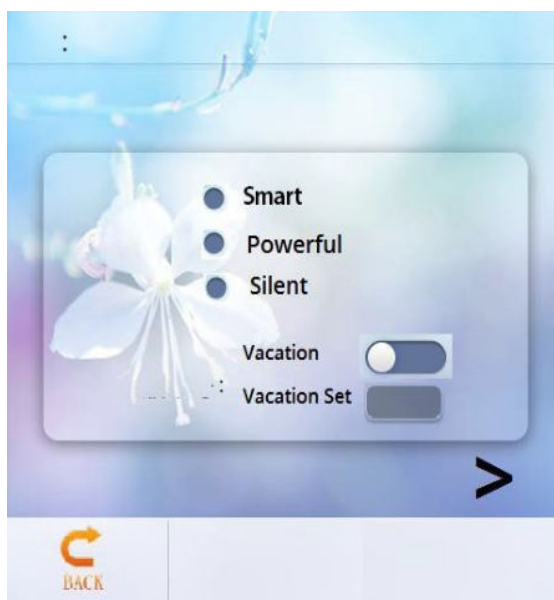 :
Smart
Powerful
Silent
Vacation
Vacation Set
>
BACK